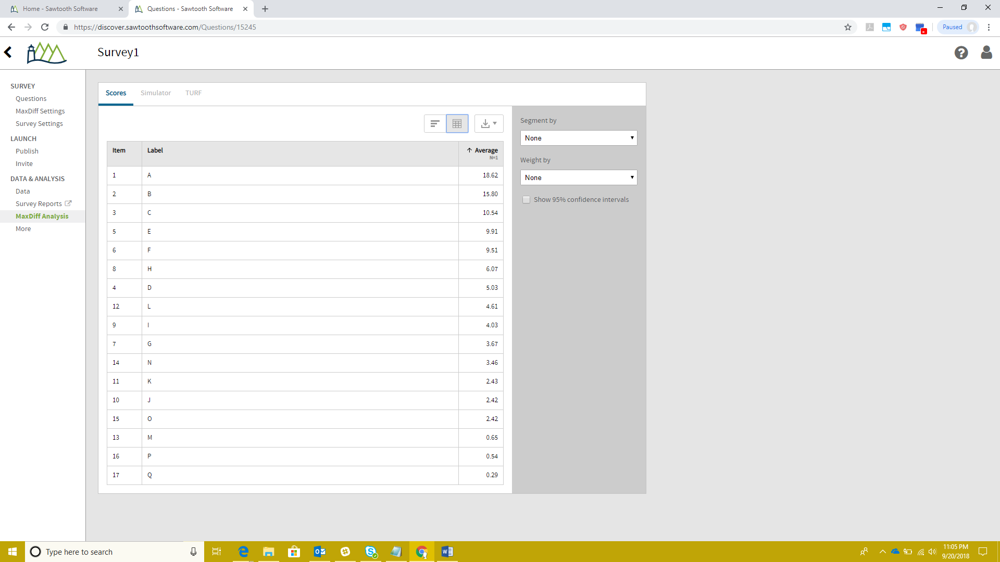 Home - Sawtooth Software
Questions - Sawtooth Software
https://discover.sawtoothsoftware.com/Questions/15245
Paused
Survey1
SURVEY
Questions
MaxDiff Settings
Survey Settings
LAUNCH
Publish
Invite
DATA & ANALYSIS
Data
Survey Reports
MaxDiff Analysis
More
Scores Simulator TURF
Item Label ↑ Average
N=1
1 A 18.62
2 B 15.80
3 C 10.54
5 E 9.91
6 F 9.51
8 H 6.07
4 D 5.03
12 L 4.61
9 I 4.03
7 G 3.67
14 N 3.46
11 K 2.43
10 J 2.42
15 O 2.42
13 M 0.65
16 P 0.54
17 Q 0.29
Segment by
None
Weight by
None
Show 95% confidence intervals
Type here to search
11:05 PM
9/20/2018